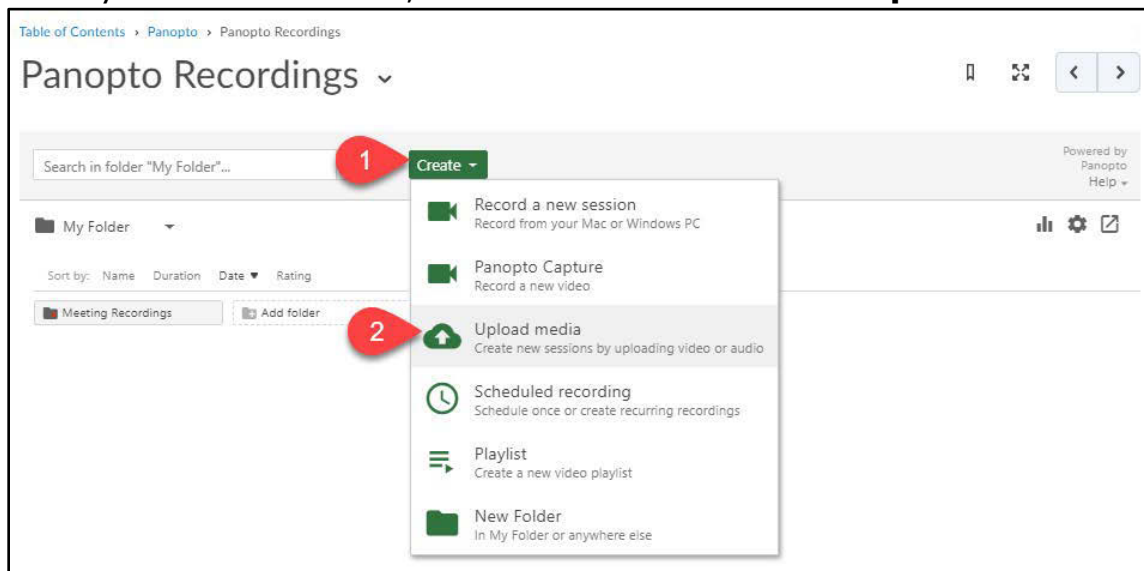 Table of Contents › Panopto › Panopto Recordings
Panopto Recordings
Search in folder "My Folder"...
1
Create
Powered by
Panopto
Help
Record a new session
Record from your Mac or Windows PC
My Folder
Panopto Capture
Record a new video
Sort by: Name Duration Date ▼ Rating
Meeting Recordings
Add folder
2
Upload media
Create new sessions by uploading video or audio
Scheduled recording
Schedule once or create recurring recordings
Playlist
Create a new video playlist
New Folder
In My Folder or anywhere else